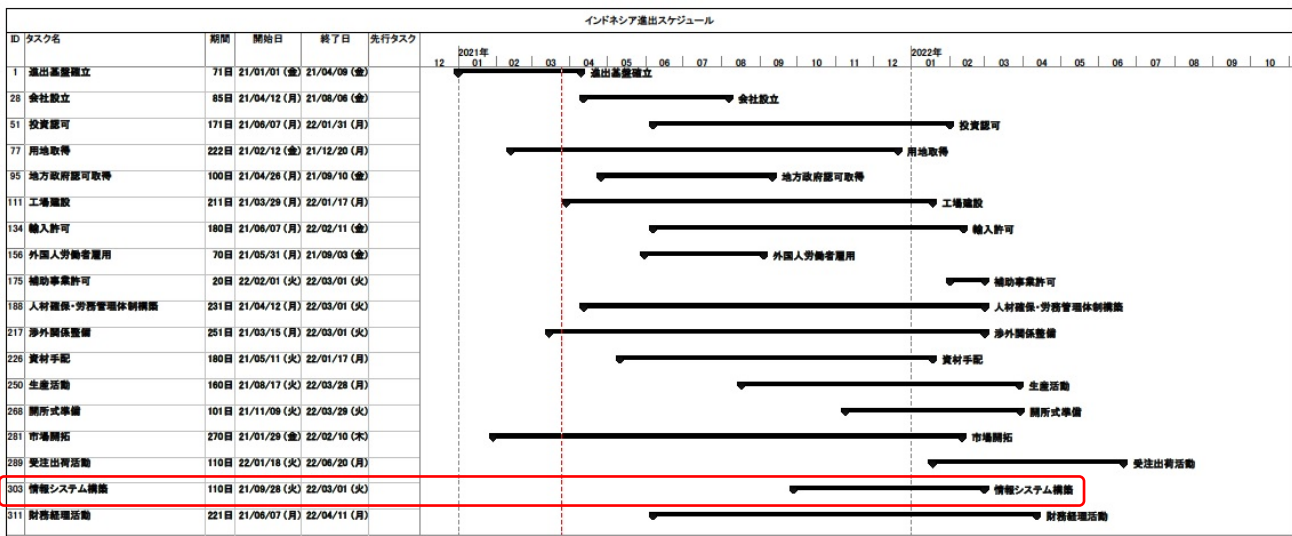 インドネシア進出スケジュール
ID タスク名 期間 開始日 終了日 先行タスク
2021年 2022年
12 01 02 03 04 05 06 07 08 09 10 11 12 01 02 03 04 05 06 07 08 09 10
1 進出基盤確立 71日 21/01/01 (金) 21/04/09 (金) 進出基盤確立
28 会社設立 85日 21/04/12 (月) 21/08/06 (金) 会社設立
51 投資認可 171日 21/06/07 (月) 22/01/31 (月) 投資認可
77 用地取得 222日 21/02/12 (金) 21/12/20 (月) 用地取得
95 地方政府認可取得 100日 21/04/26 (月) 21/09/10 (金) 地方政府認可取得
111 工場建設 211日 21/03/29 (月) 22/01/17 (月) 工場建設
134 輸入許可 180日 21/06/07 (月) 22/02/11 (金) 輸入許可
156 外国人労働者雇用 70日 21/05/31 (月) 21/09/03 (金) 外国人労働者雇用
175 補助事業許可 20日 22/02/01 (火) 22/03/01 (火) 補助事業許可
188 人材確保・労務管理体制構築 231日 21/04/12 (月) 22/03/01 (火) 人材確保・労務管理体制構築
217 渉外関係整備 251日 21/03/15 (月) 22/03/01 (火) 渉外関係整備
226 資材手配 180日 21/05/11 (火) 22/01/17 (月) 資材手配
250 生産活動 160日 21/08/17 (火) 22/03/28 (月) 生産活動
268 開所式準備 101日 21/11/09 (火) 22/03/29 (火) 開所式準備
281 市場開拓 270日 21/01/29 (金) 22/02/10 (木) 市場開拓
289 受注出荷活動 110日 22/01/18 (火) 22/06/20 (月) 受注出荷活動
303 情報システム構築 110日 21/09/28 (火) 22/03/01 (火) 情報システム構築
311 財務経理活動 221日 21/06/07 (月) 22/04/11 (月) 財務経理活動